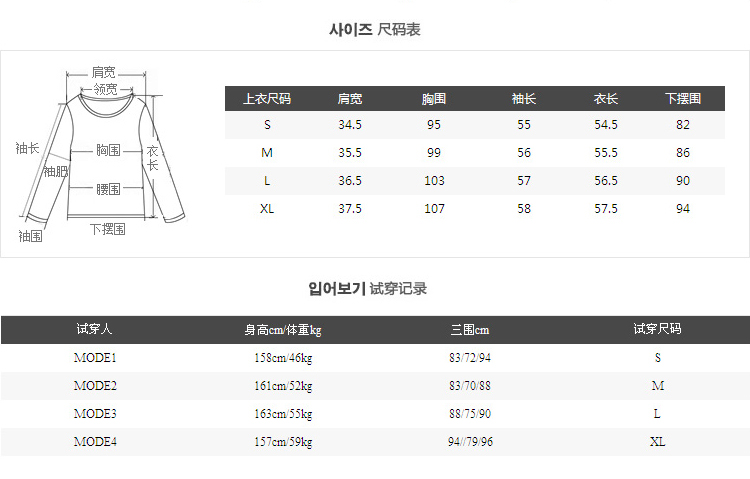 사이즈 尺码表
肩宽
领宽
袖长
胸围
衣长
袖肥
腰围
下摆围
袖围
上衣尺码 肩宽 胸围 袖长 衣长 下摆围
S 34.5 95 55 54.5 82
M 35.5 99 56 55.5 86
L 36.5 103 57 56.5 90
XL 37.5 107 58 57.5 94
입어보기 试穿记录
试穿人 身高cm/体重kg 三围cm 试穿尺码
MODE1 158cm/46kg 83/72/94 S
MODE2 161cm/52kg 83/70/88 M
MODE3 163cm/55kg 88/75/90 L
MODE4 157cm/59kg 94//79/96 XL